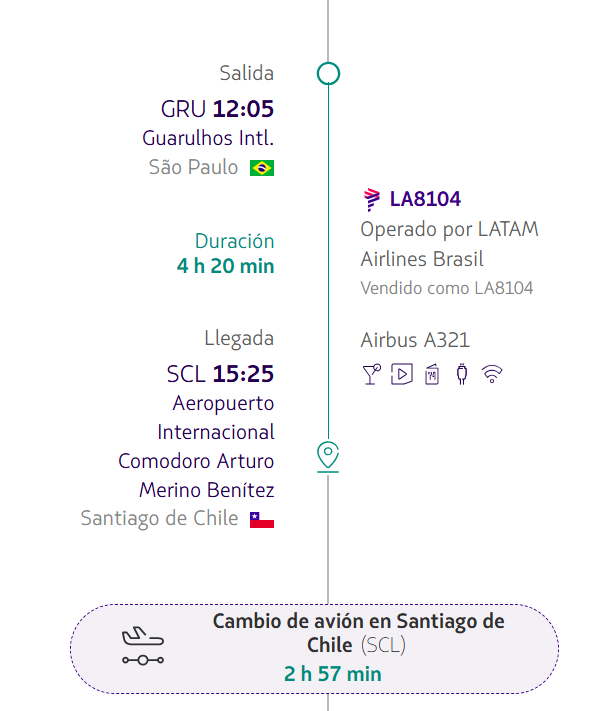 Salida
GRU 12:05
Guarulhos Intl.
São Paulo
LA8104
Operado por LATAM
Airlines Brasil
Vendido como LA8104
Duración
4 h 20 min
Airbus A321
Llegada
SCL 15:25
Aeropuerto
Internacional
Comodoro Arturo
Merino Benítez
Santiago de Chile
Cambio de avión en Santiago de
Chile (SCL)
2 h 57 min